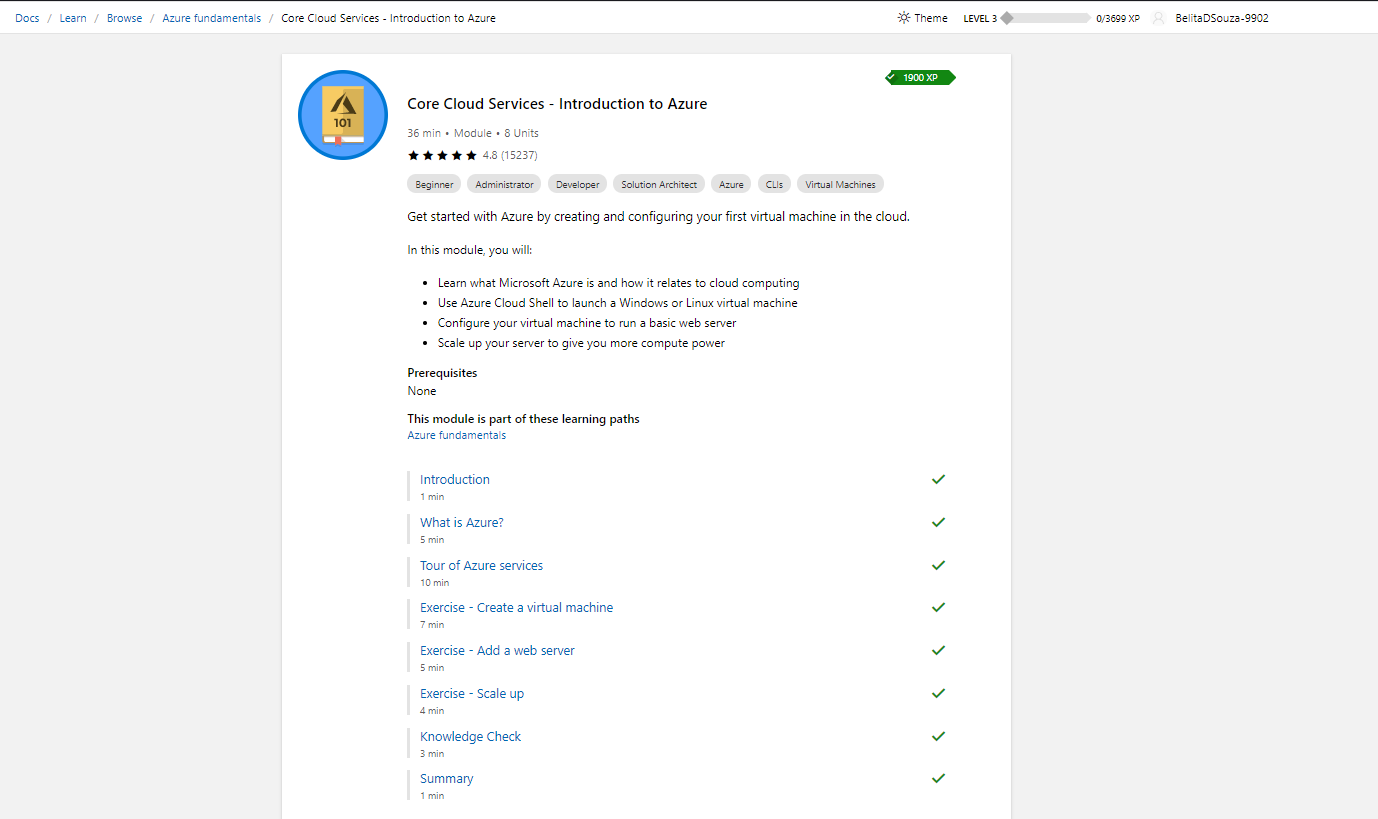 Docs / Learn / Browse / Azure fundamentals / Core Cloud Services - Introduction to Azure
Theme LEVEL 3 0/3699 XP BelitaDSouza-9902
1900 XP
101
Core Cloud Services - Introduction to Azure
36 min • Module • 8 Units
4.8 (15237)
Beginner Administrator Developer Solution Architect Azure CLIs Virtual Machines
Get started with Azure by creating and configuring your first virtual machine in the cloud.
In this module, you will:
• Learn what Microsoft Azure is and how it relates to cloud computing
• Use Azure Cloud Shell to launch a Windows or Linux virtual machine
• Configure your virtual machine to run a basic web server
• Scale up your server to give you more compute power
Prerequisites
None
This module is part of these learning paths
Azure fundamentals
Introduction
1 min
What is Azure?
5 min
Tour of Azure services
10 min
Exercise - Create a virtual machine
7 min
Exercise - Add a web server
5 min
Exercise - Scale up
4 min
Knowledge Check
3 min
Summary
1 min